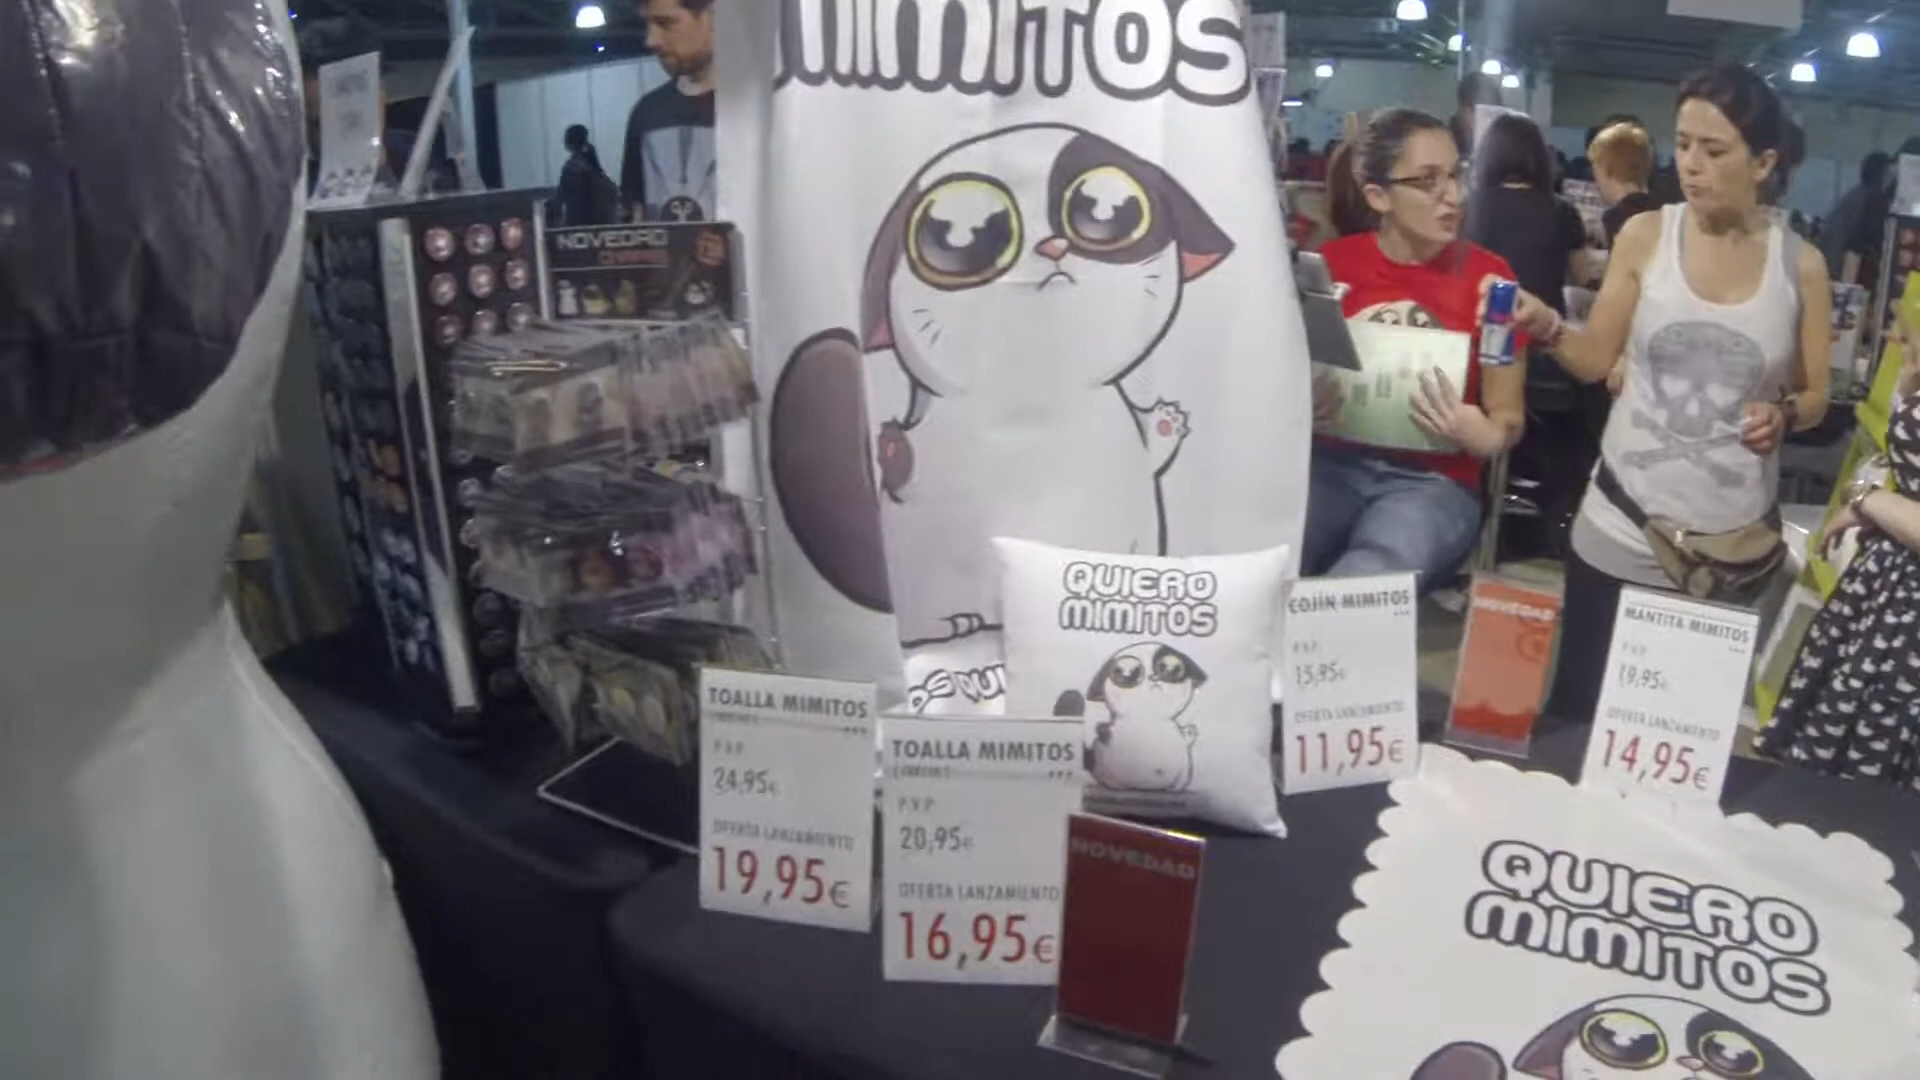 MIMITOS
NOVEDAD
QUIERO
MIMITOS
TOALLA MIMITOS
P.V.P.
24,95€
OFERTA LANZAMIENTO
19,95€
TOALLA MIMITOS
P.V.P.
20,95€
OFERTA LANZAMIENTO
16,95€
NOVEDAD
COJÍN MIMITOS
P.V.P.
15,95€
OFERTA LANZAMIENTO
11,95€
NOVEDAD
MANTITA MIMITOS
P.V.P.
19,95€
OFERTA LANZAMIENTO
14,95€
QUIERO
MIMITOS